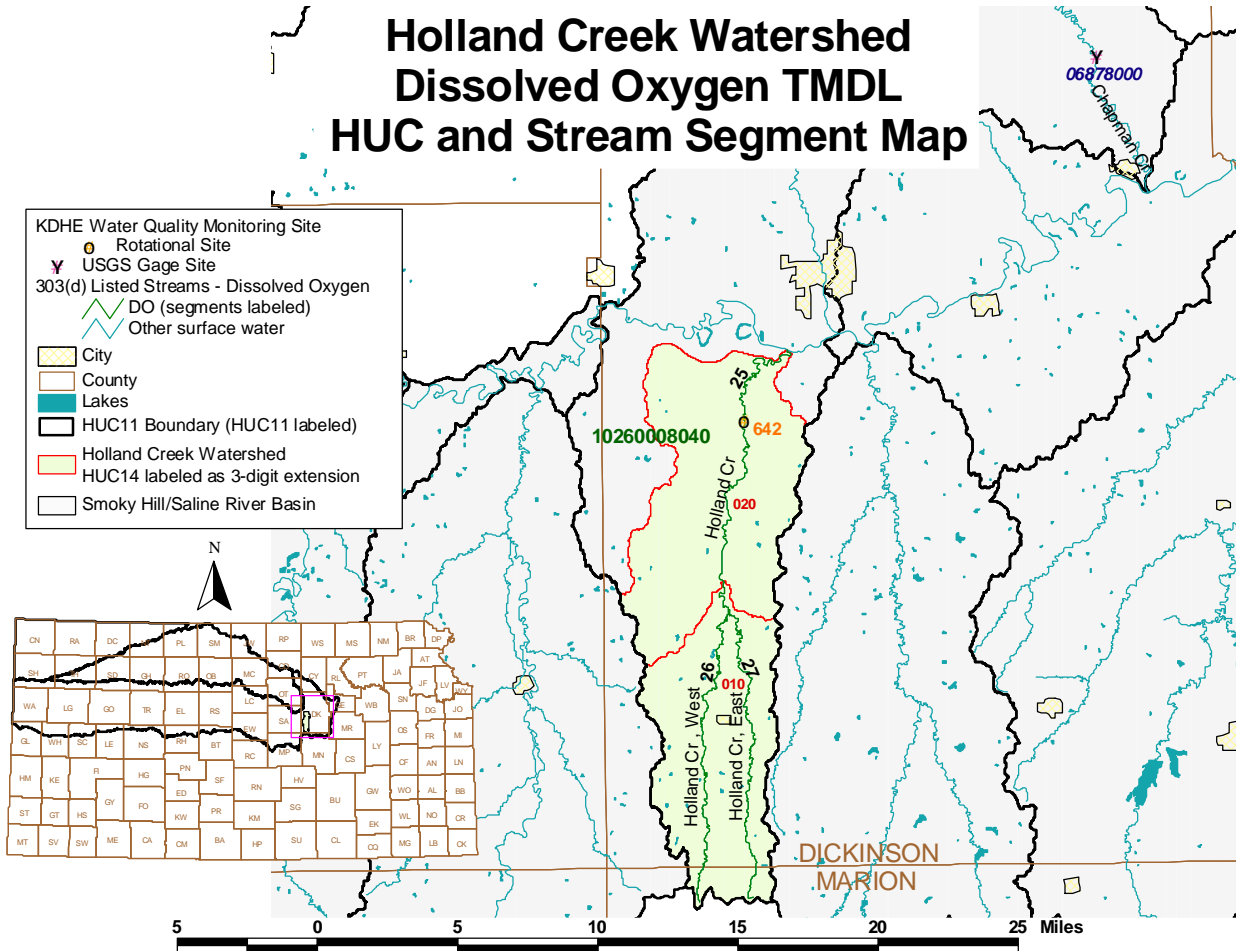 Holland Creek Watershed
Dissolved Oxygen TMDL
HUC and Stream Segment Map
06878000
Chapman Cr
KDHE Water Quality Monitoring Site
Rotational Site
USGS Gage Site
303(d) Listed Streams - Dissolved Oxygen
DO (segments labeled)
Other surface water
City
County
Lakes
HUC11 Boundary (HUC11 labeled)
Holland Creek Watershed
HUC14 labeled as 3-digit extension
Smoky Hill/Saline River Basin
25
10260008040
642
Holland Cr
020
26
27
010
Holland Cr, West
Holland Cr, East
DICKINSON
MARION
N
CN RA DC PL SM RP WS MS NM BR DP
SH SD GH RO OB MC CY RL PT JA AT JF LV WY
WA LG GO TR EL RS LC OT SA DK MR WB SN DG JO
GL WH SC LE NS RH BT EW RC MP MN CS LY OS FR MI
HM KE FI HG PN SF RN HV CF AN LN
ST GT HS GY FO ED KW PR KM SG BU GW WO AL BB
MT SV SW ME CA CM BA HP SU CL EK CQ WL MG NO LB CR CK
5 0 5 10 15 20 25 Miles